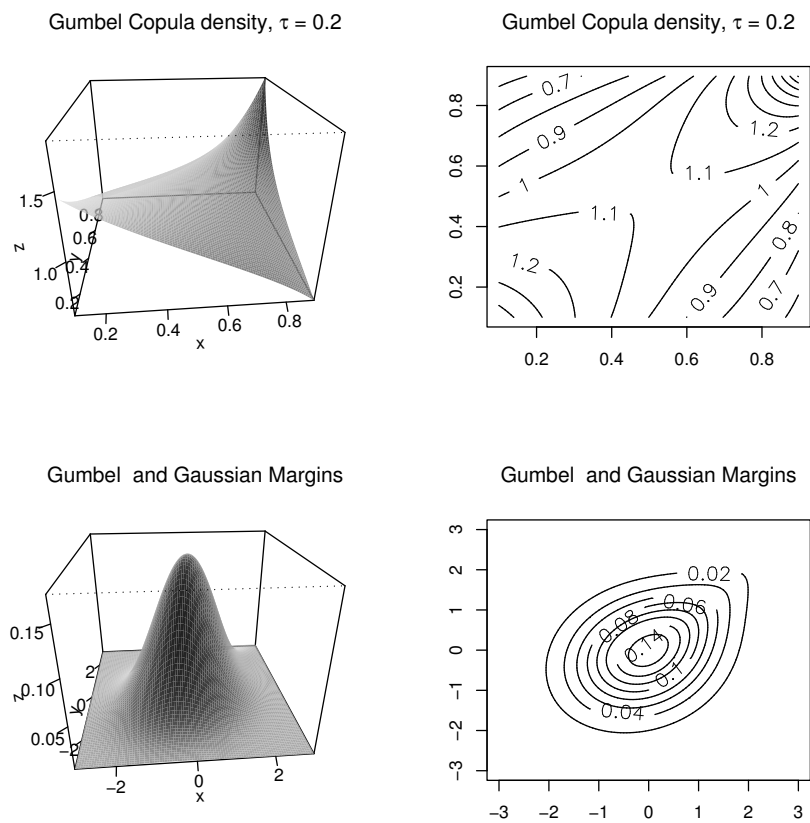 Gumbel Copula density, τ = 0.2
Gumbel Copula density, τ = 0.2
z
1.5
1.0
y
0.8
0.6
0.4
0.2
0.2 0.4 0.6 0.8
x
0.8
0.6
0.4
0.2
0.7
0.9
1
1.1
1.2
1.2
1.1
1
0.8
0.9
0.7
0.2 0.4 0.6 0.8
Gumbel  and Gaussian Margins
Gumbel  and Gaussian Margins
z
0.15
0.10
0.05
y
2
0
−2
−2 0 2
x
3
2
1
0
−1
−2
−3
0.02
0.06
0.08
0.14
0.1
0.04
−3 −2 −1 0 1 2 3